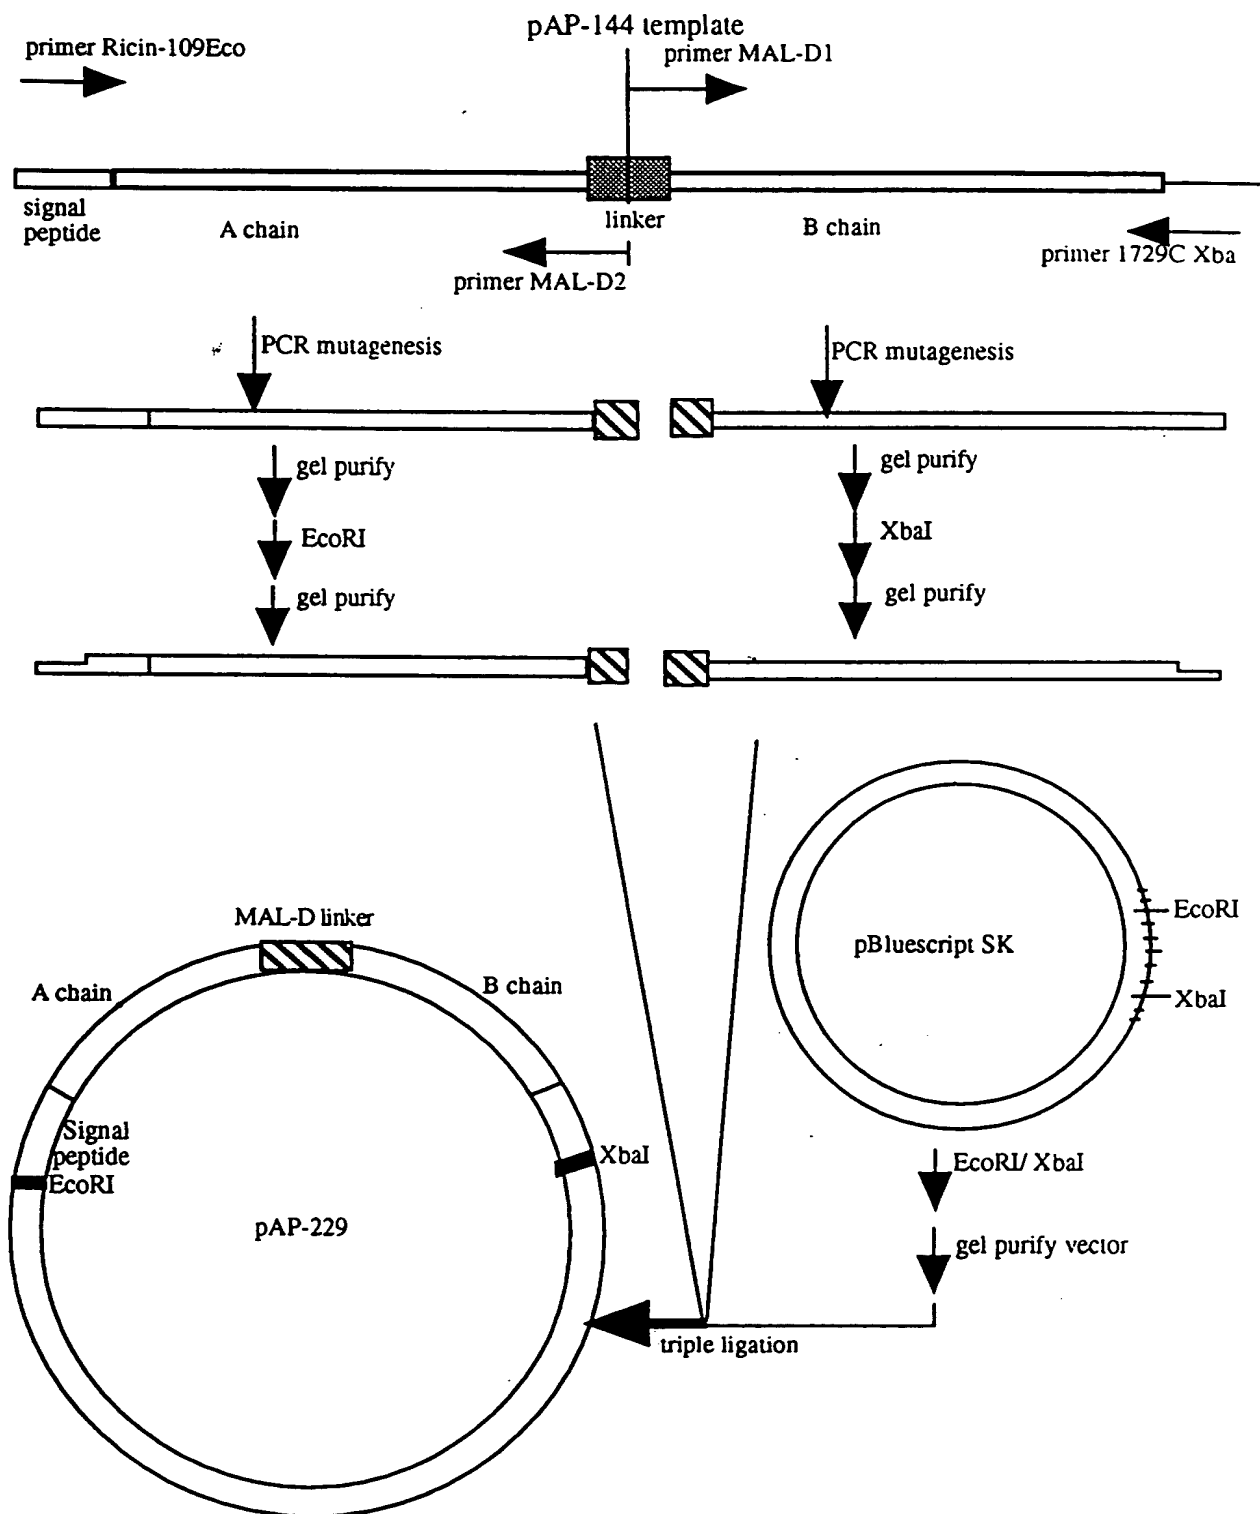 pAP-144 template
primer Ricin-109Eco
primer MAL-D1
signal
peptide
A chain
linker
B chain
primer MAL-D2
primer 1729C Xba
PCR mutagenesis
PCR mutagenesis
gel purify
gel purify
EcoRI
XbaI
gel purify
gel purify
MAL-D linker
A chain
B chain
pBluescript SK
EcoRI
XbaI
Signal
peptide
EcoRI
XbaI
pAP-229
EcoRI/ XbaI
gel purify vector
triple ligation